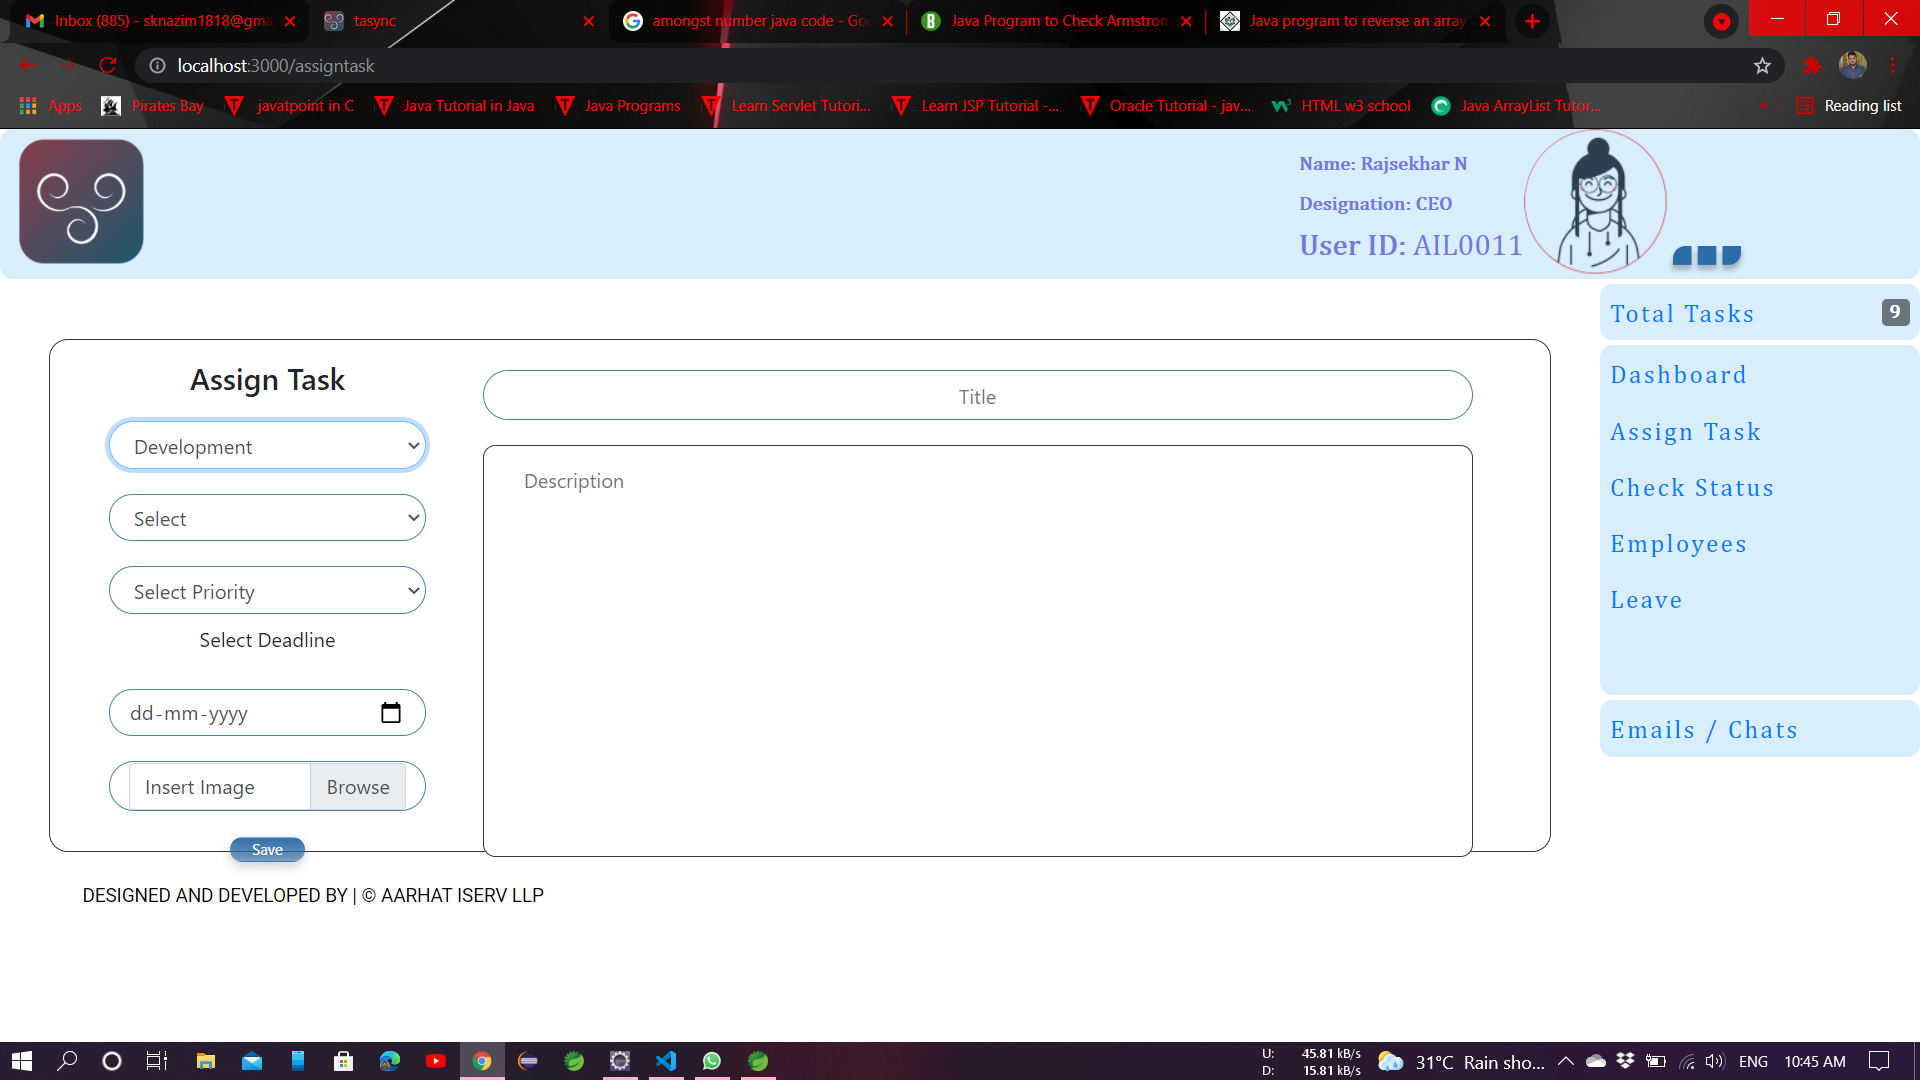 Inbox (885) - sknazim1818@gma
tasync
amongst number java code - Goo
Java Program to Check Armstron
Java program to reverse an array
localhost:3000/assigntask
Apps
Pirates Bay
javatpoint in C
Java Tutorial in Java
Java Programs
Learn Servlet Tutori...
Learn JSP Tutorial -...
Oracle Tutorial - jav...
HTML w3 school
Java ArrayList Tutor...
»
Reading list
Name: Rajsekhar N
Designation: CEO
User ID: AIL0011
Total Tasks
9
Dashboard
Assign Task
Check Status
Employees
Leave
Emails / Chats
Assign Task
Development
Select
Select Priority
Select Deadline
dd-mm-yyyy
Insert Image
Browse
Save
Title
Description
DESIGNED AND DEVELOPED BY | © AARHAT ISERV LLP
U: 45.81 kB/s
D: 15.81 kB/s
31°C Rain sho...
ENG
10:45 AM